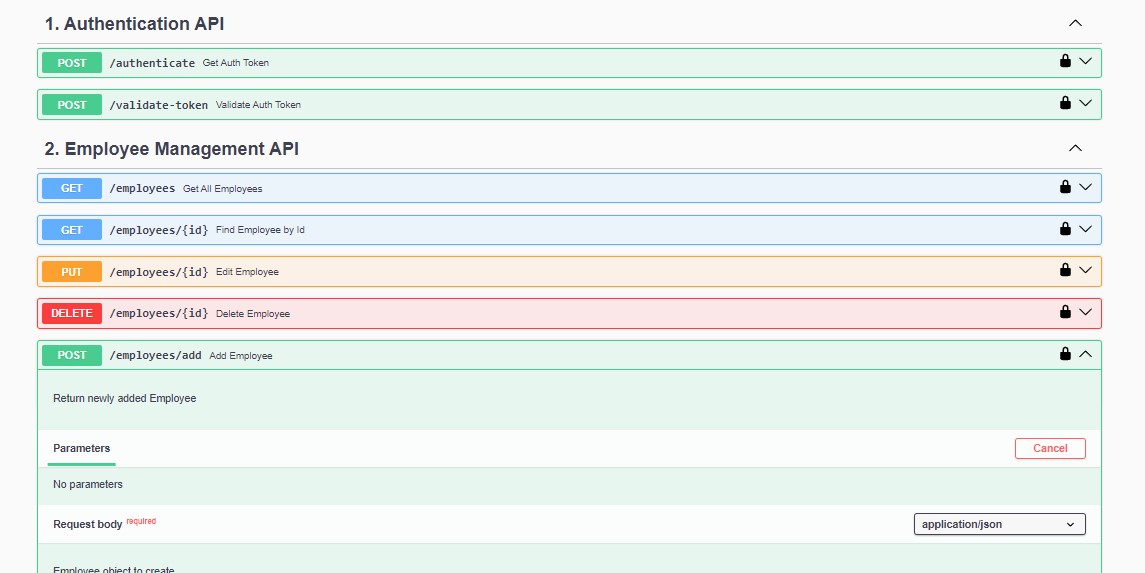 1. Authentication API
POST /authenticate Get Auth Token
POST /validate-token Validate Auth Token
2. Employee Management API
GET /employees Get All Employees
GET /employees/{id} Find Employee by Id
PUT /employees/{id} Edit Employee
DELETE /employees/{id} Delete Employee
POST /employees/add Add Employee
Return newly added Employee
Parameters Cancel
No parameters
Request body required application/json
Employee object to create